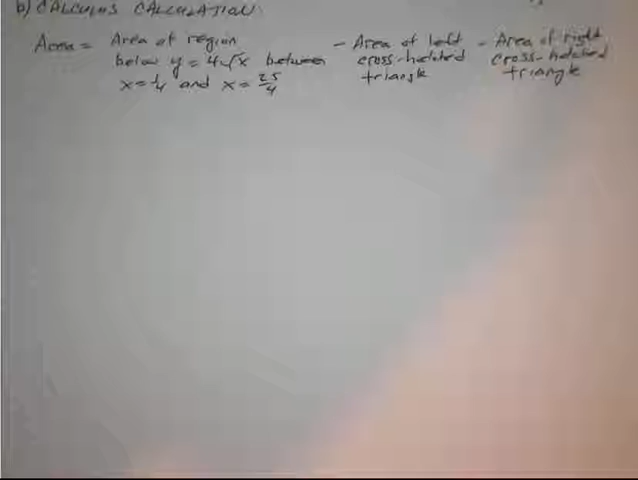 b) CALCULUS CALCULATION
Area = Area of region - Area of left - Area of right
below y = 4√x between cross-hatched cross-hatched
x = 1/4 and x = 25/4 triangle triangle